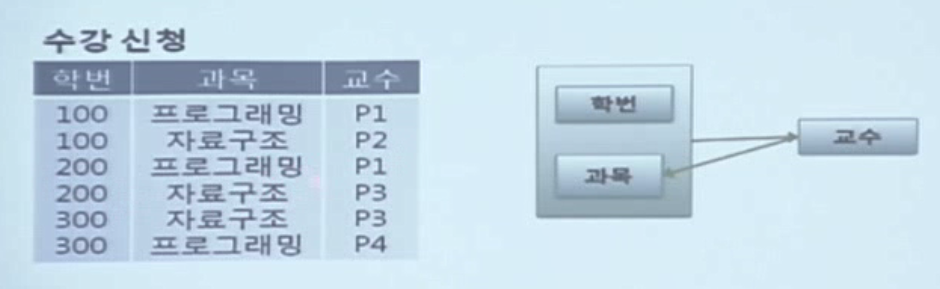 수강 신청
학번 과목 교수
100 프로그래밍 P1
100 자료구조 P2
200 프로그래밍 P1
200 자료구조 P3
300 자료구조 P3
300 프로그래밍 P4
학번
과목
교수